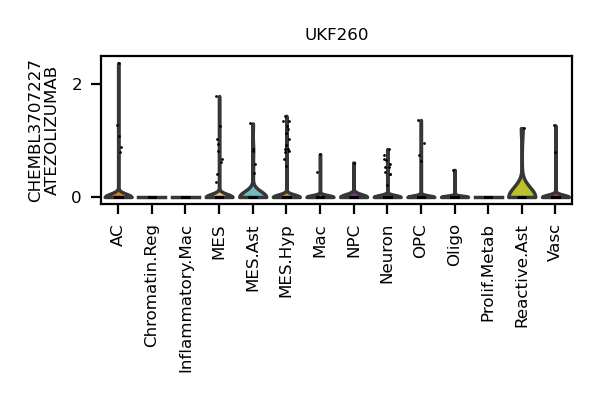 UKF260
CHEMBL3707227
ATEZOLIZUMAB
2
0
AC
Chromatin.Reg
Inflammatory.Mac
MES
MES.Ast
MES.Hyp
Mac
NPC
Neuron
OPC
Oligo
Prolif.Metab
Reactive.Ast
Vasc